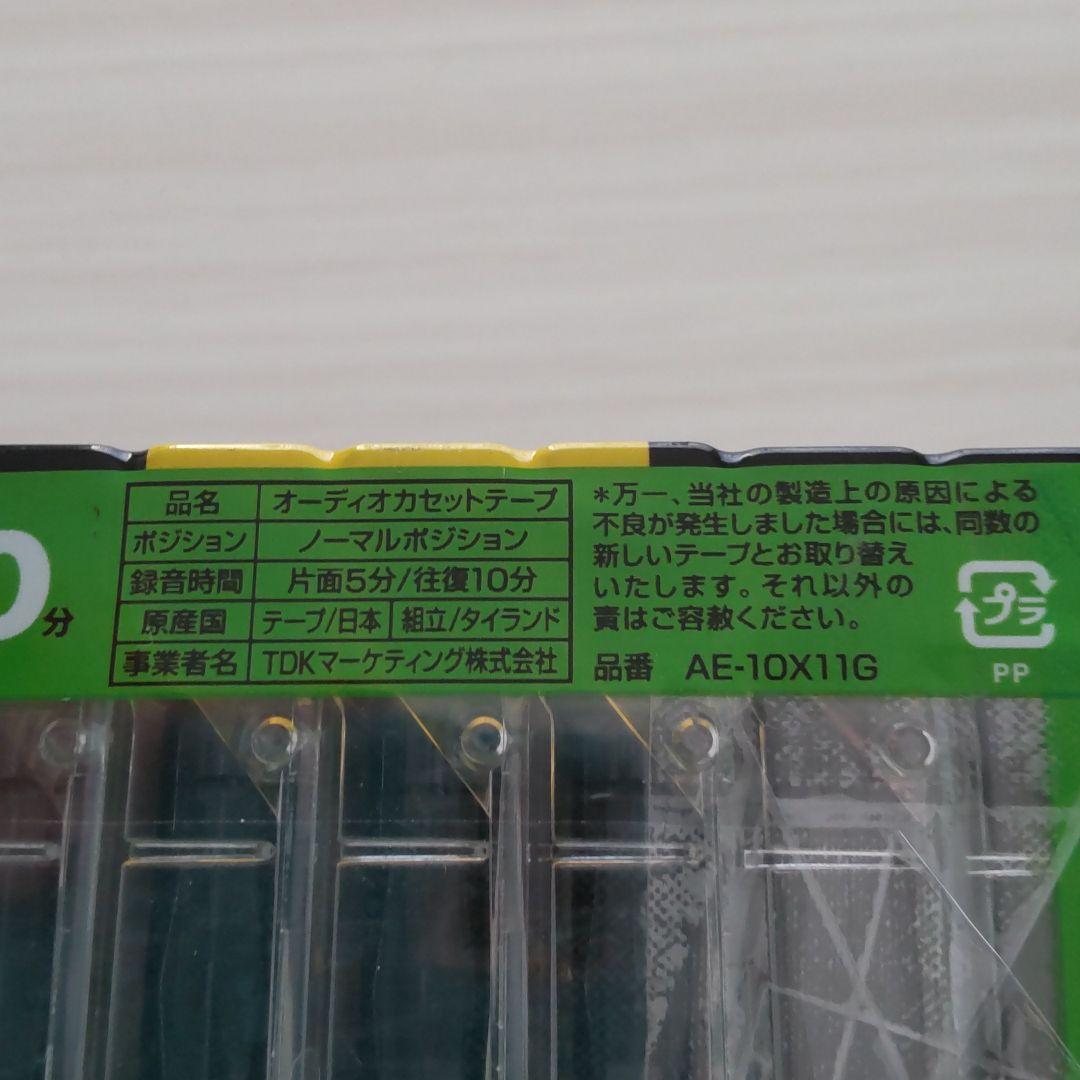 0分
品名 オーディオカセットテープ
ポジション ノーマルポジション
録音時間 片面5分/往復10分
原産国 テープ/日本 組立/タイランド
事業者名 TDKマーケティング株式会社
*万一、当社の製造上の原因による
不良が発生しました場合には、同数の
新しいテープとお取り替え
いたします。それ以外の
責はご容赦ください。
品番 AE-10X11G
プラ
PP